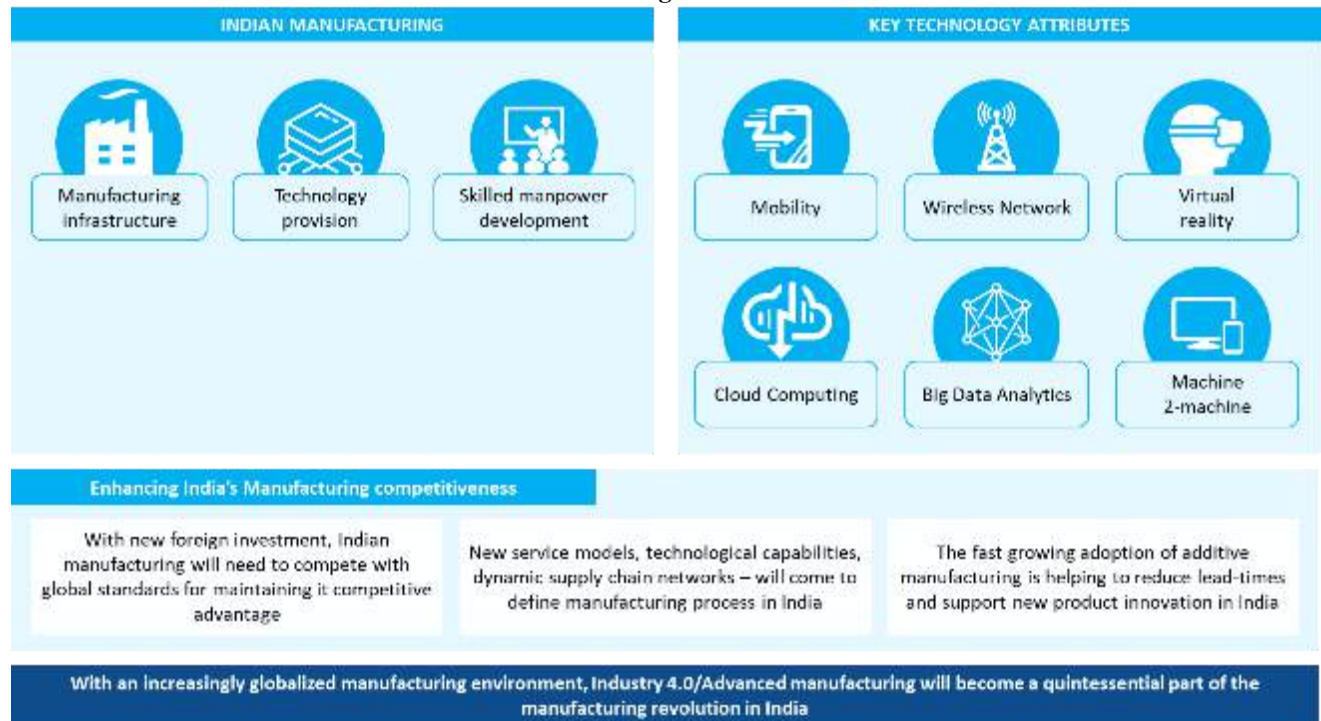 INDIAN MANUFACTURING
Manufacturing
infrastructure
Technology
provision
Skilled manpower
development
KEY TECHNOLOGY ATTRIBUTES
Mobility
Wireless Network
Virtual
reality
Cloud Computing
Big Data Analytics
Machine
2-machine
Enhancing India's Manufacturing competitiveness
With new foreign investment, Indian
manufacturing will need to compete with
global standards for maintaining it competitive
advantage
New service models, technological capabilities,
dynamic supply chain networks – will come to
define manufacturing process in India
The fast growing adoption of additive
manufacturing is helping to reduce lead-times
and support new product innovation in India
With an increasingly globalized manufacturing environment, Industry 4.0/Advanced manufacturing will become a quintessential part of the
manufacturing revolution in India